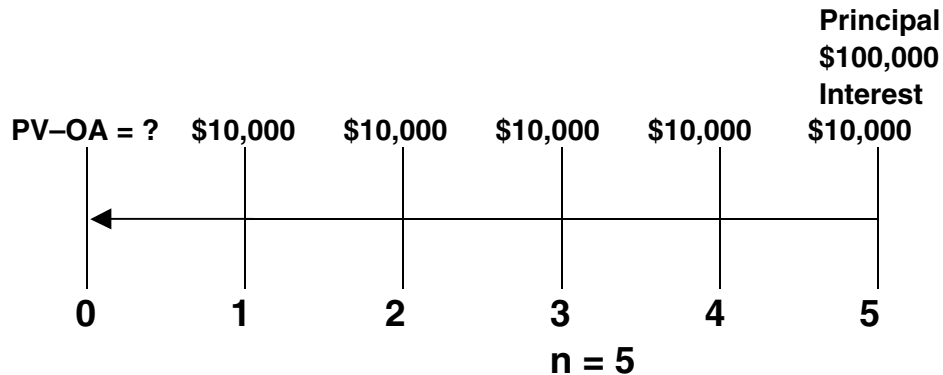 Principal
$100,000
Interest
PV–OA = ? $10,000 $10,000 $10,000 $10,000 $10,000
0 1 2 3 4 5
n = 5